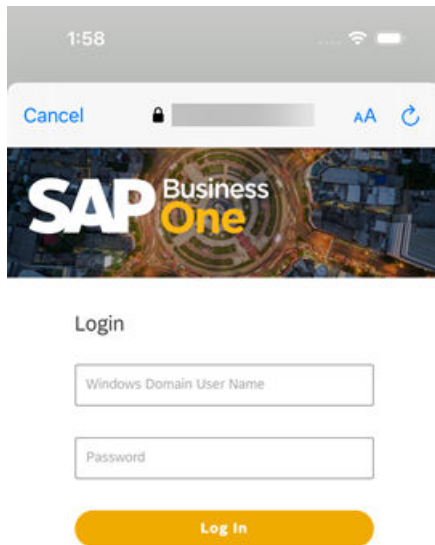 1:58
Cancel AA
SAP Business
One
Login
Windows Domain User Name
Password
Log In